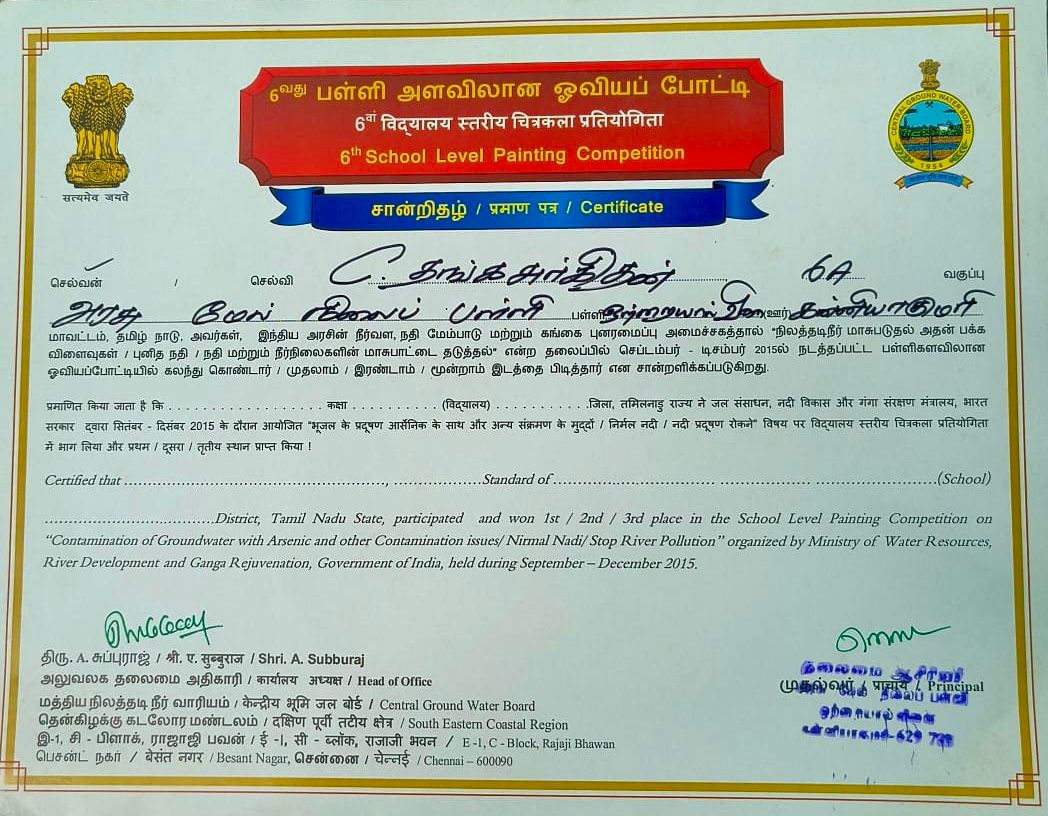 6வது பள்ளி அளவிலான ஓவியப் போட்டி
6वां विद्यालय स्तरीय चित्रकला प्रतियोगिता
6th School Level Painting Competition
सत्यमेव जयते
CENTRAL GROUND WATER BOARD
1954
சான்றிதழ் / प्रमाण पत्र / Certificate
செல்வன் / செல்வி C. தங்க சுர்ஜிதன் 6A வகுப்பு
அரசு மேல் நிலைப் பள்ளி பள்ளி ஒற்றையால் விளை (ஊர்) கன்னியாகுமரி
மாவட்டம், தமிழ் நாடு. அவர்கள், இந்திய அரசின் நீர்வள, நதி மேம்பாடு மற்றும் கங்கை புனரமைப்பு அமைச்சகத்தால் "நிலத்தடிநீர் மாசுபடுதல் அதன் பக்க
விளைவுகள் / புனித நதி / நதி மற்றும் நீர்நிலைகளின் மாசுபாட்டை தடுத்தல்" என்ற தலைப்பில் செப்டம்பர் - டிசம்பர் 2015ல் நடத்தப்பட்ட பள்ளிகளவிலான
ஓவியப்போட்டியில் கலந்து கொண்டார் / முதலாம் / இரண்டாம் / மூன்றாம் இடத்தை பிடித்தார் என சான்றளிக்கப்படுகிறது.
प्रमाणित किया जाता है कि . . . . . . . . . . . . . . . . . . . . कक्षा . . . . . . . . . . (विद्यालय) . . . . . . . . . . .जिला, तमिलनाडु राज्य ने जल संसाधन, नदी विकास और गंगा संरक्षण मंत्रालय, भारत
सरकार द्वारा सितंबर - दिसंबर 2015 के दौरान आयोजित "भूजल के प्रदूषण आर्सेनिक के साथ और अन्य संक्रमण के मुद्दों / निर्मल नदी / नदी प्रदूषण रोकने" विषय पर विद्यालय स्तरीय चित्रकला प्रतियोगिता
में भाग लिया और प्रथम / दूसरा / तृतीय स्थान प्राप्त किया !
Certified that ................................................, ..................Standard of.................................. .................. ..........................(School)
..................................District, Tamil Nadu State, participated and won 1st / 2nd / 3rd place in the School Level Painting Competition on
"Contamination of Groundwater with Arsenic and other Contamination issues/ Nirmal Nadi/ Stop River Pollution" organized by Ministry of Water Resources,
River Development and Ganga Rejuvenation, Government of India, held during September – December 2015.
திரு. A. சுப்புராஜ் / श्री. ए. सुब्बुराज / Shri. A. Subburaj
அலுவலக தலைமை அதிகாரி / कार्यालय अध्यक्ष / Head of Office
மத்திய நிலத்தடி நீர் வாரியம் / केन्द्रीय भूमि जल बोर्ड / Central Ground Water Board
தென்கிழக்கு கடலோர மண்டலம் / दक्षिण पूर्वी तटीय क्षेत्र / South Eastern Coastal Region
இ-1, சி - பிளாக், ராஜாஜி பவன் / ई -I, सी - ब्लॉक, राजाजी भवन / E -1, C - Block, Rajaji Bhawan
பெசன்ட் நகர் / बेसंत नगर / Besant Nagar, சென்னை / चेन्नई / Chennai – 600090
தலைமை ஆசிரியர்
முதல்வர் / प्राचार्य / Principal
அரசு மேல் நிலைப் பள்ளி
ஒற்றையால் விளை
கன்னியாகுமரி-629 702